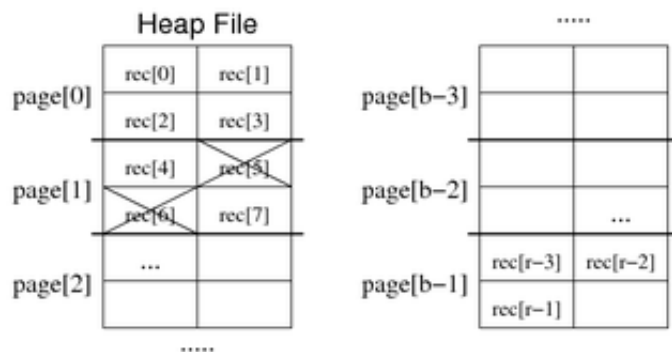 Heap File
page[0]
rec[0] rec[1]
rec[2] rec[3]
page[1]
rec[4] rec[5]
rec[6] rec[7]
page[2]
...
.....
.....
page[b−3]
page[b−2]
...
page[b−1]
rec[r−3] rec[r−2]
rec[r−1]